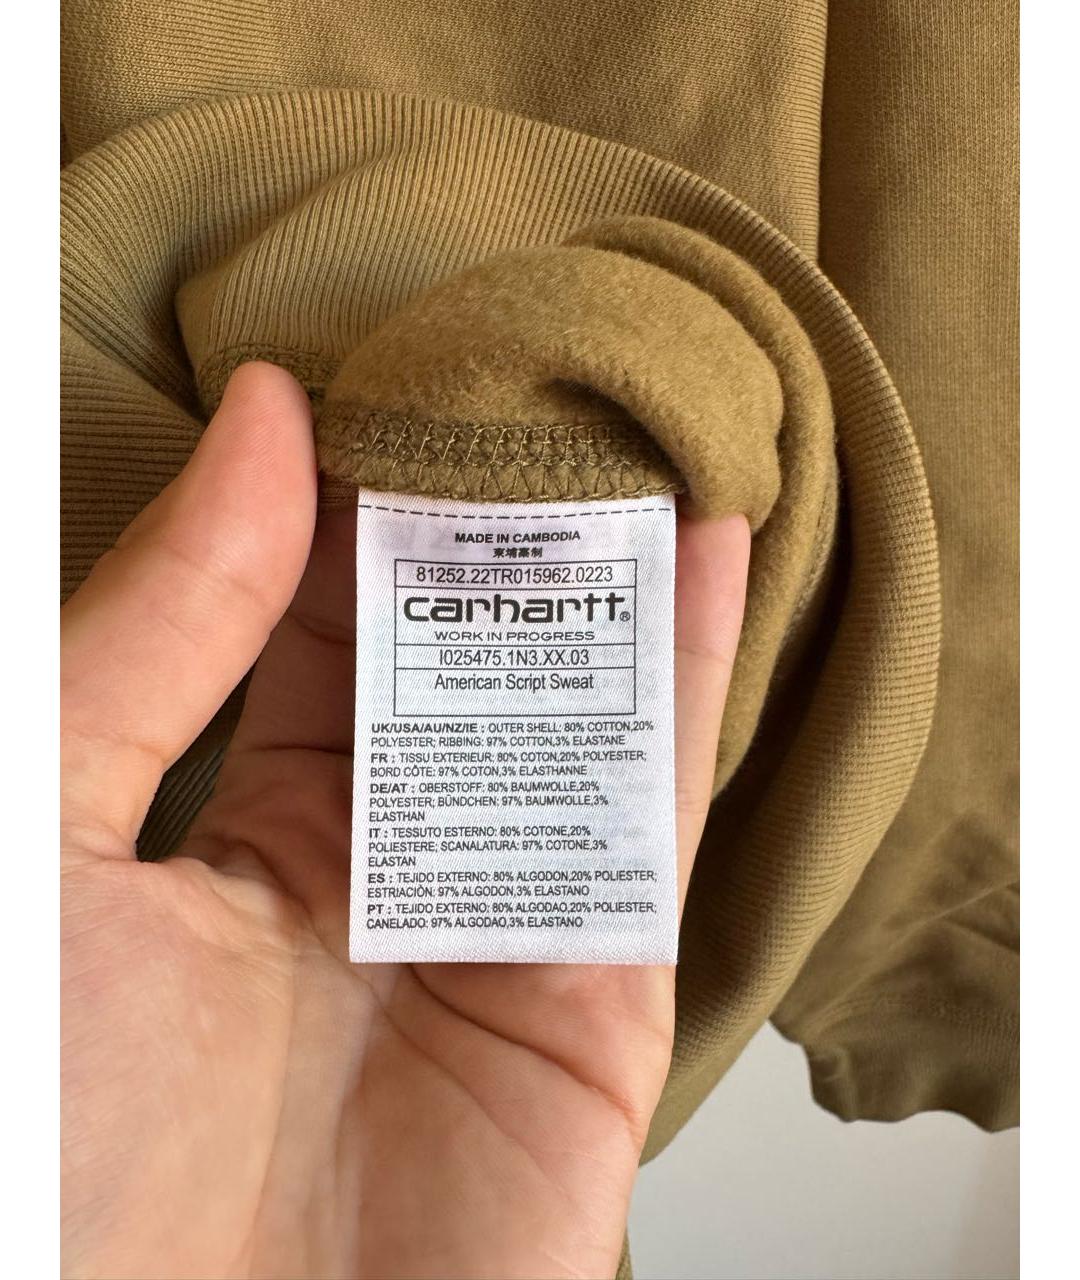 MADE IN CAMBODIA
柬埔寨制
81252.22TR015962.0223
carhartt®
WORK IN PROGRESS
I025475.1N3.XX.03
American Script Sweat
UK/USA/AU/NZ/IE : OUTER SHELL: 80% COTTON,20%
POLYESTER; RIBBING: 97% COTTON,3% ELASTANE
FR : TISSU EXTERIEUR: 80% COTON,20% POLYESTER;
BORD CÔTE: 97% COTON,3% ELASTHANNE
DE/AT : OBERSTOFF: 80% BAUMWOLLE,20%
POLYESTER; BÜNDCHEN: 97% BAUMWOLLE,3%
ELASTHAN
IT : TESSUTO ESTERNO: 80% COTONE,20%
POLIESTERE; SCANALATURA: 97% COTONE,3%
ELASTAN
ES : TEJIDO EXTERNO: 80% ALGODON,20% POLIESTER;
ESTRIACIÒN: 97% ALGODON,3% ELASTANO
PT : TEJIDO EXTERNO: 80% ALGODAO,20% POLIESTER;
CANELADO: 97% ALGODAO,3% ELASTANO